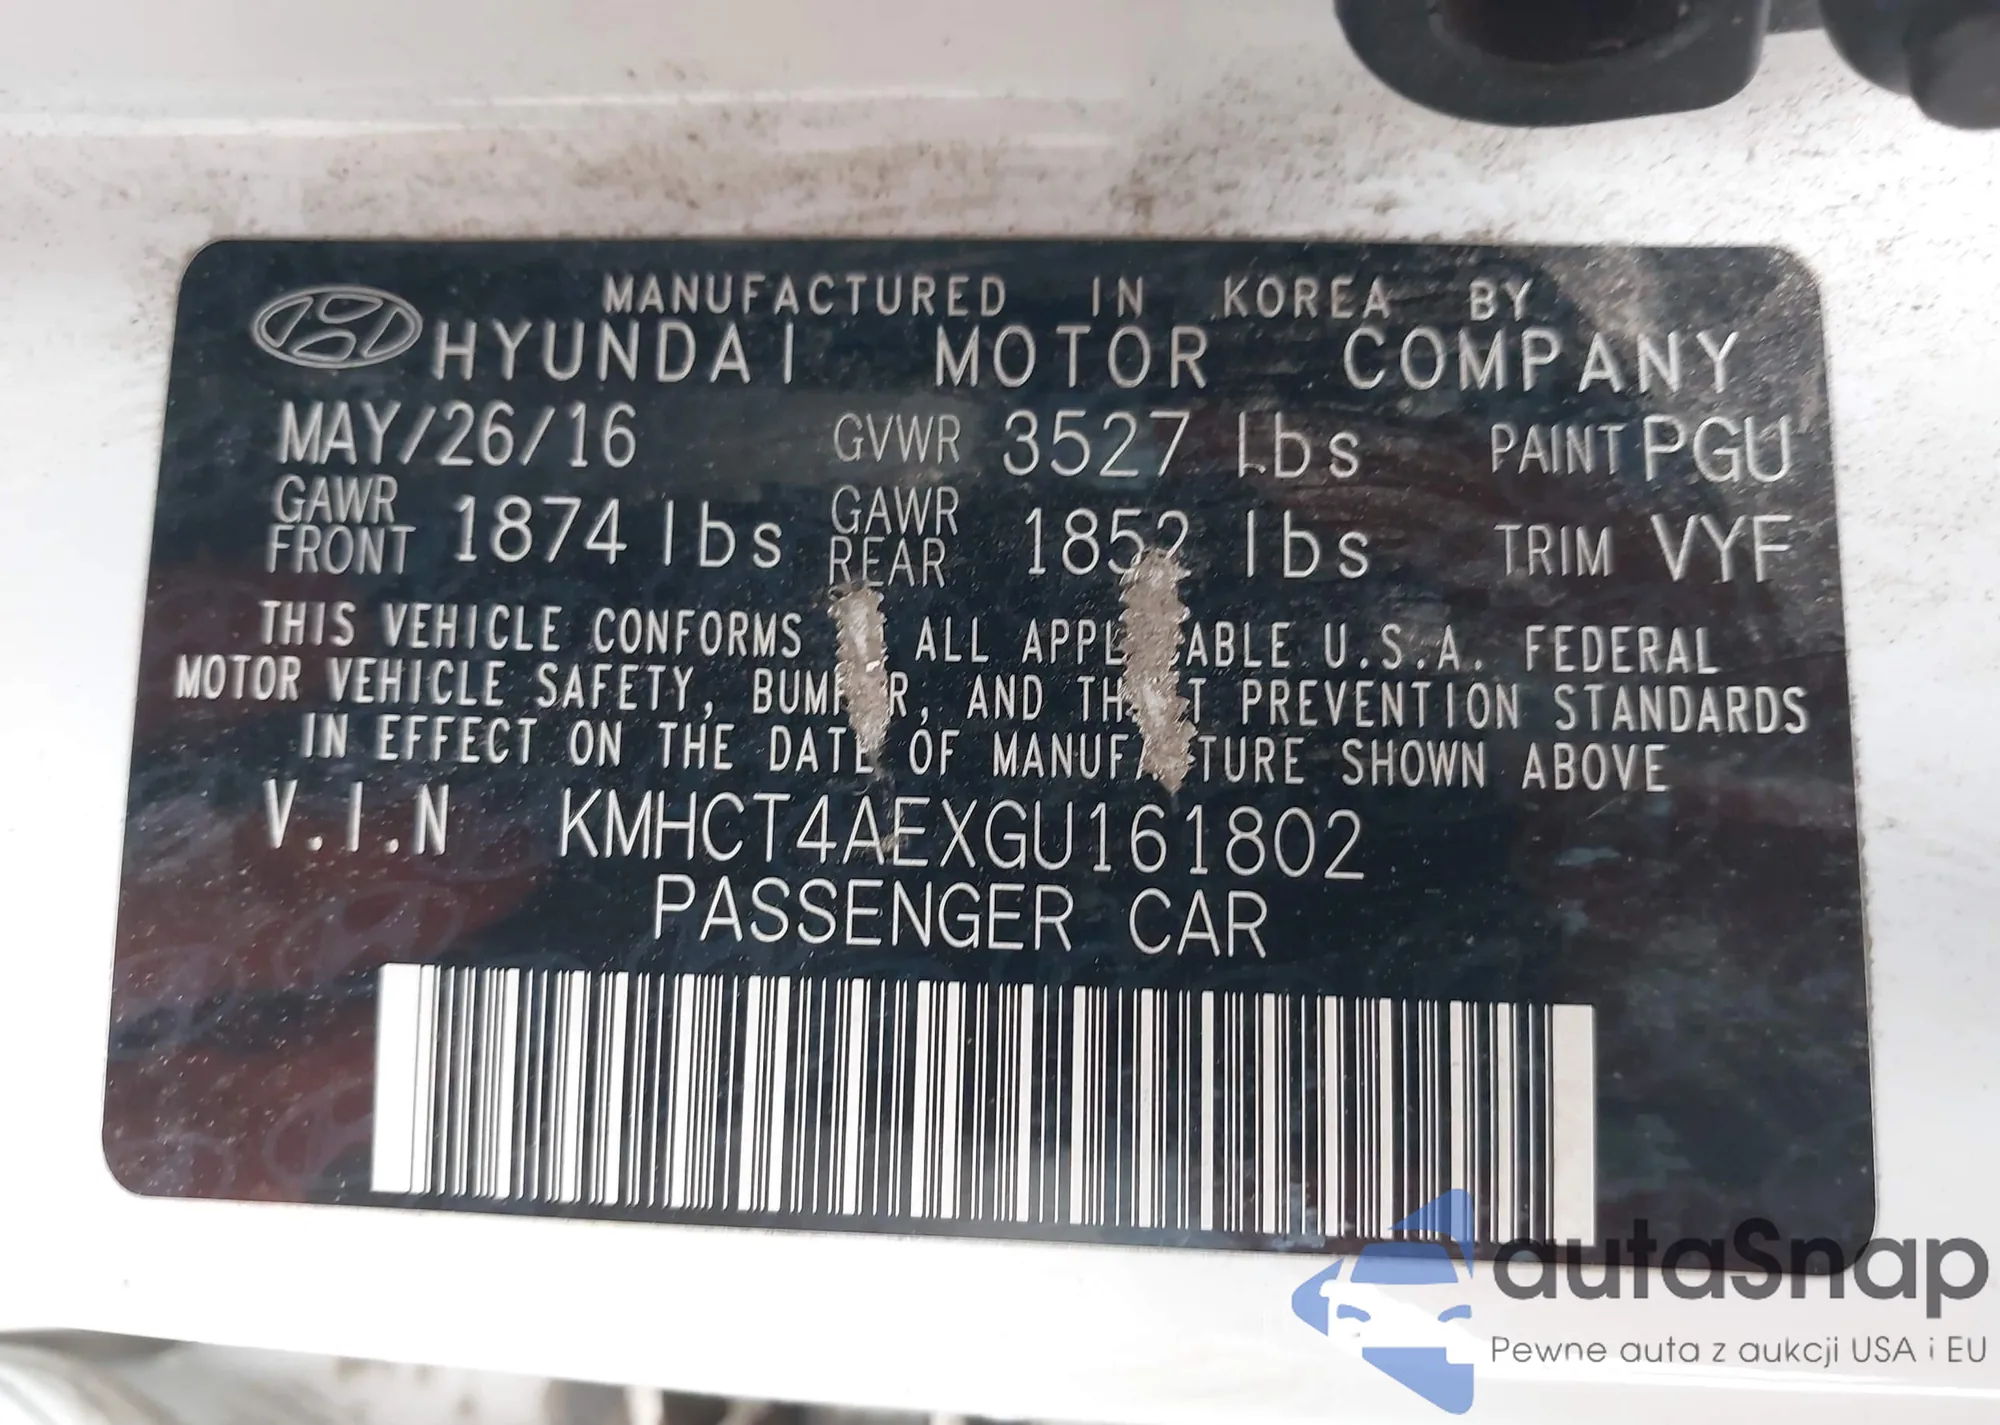 MANUFACTURED IN KOREA BY
HYUNDAI MOTOR COMPANY
MAY/26/16 GVWR 3527 lbs PAINT PGU
GAWR FRONT 1874 lbs GAWR REAR 1852 lbs TRIM VYF
THIS VEHICLE CONFORMS ALL U.S.A. FEDERAL
MOTOR VEHICLE SAFETY, AND PREVENTION STANDARDS
IN EFFECT ON THE DATE OF SHOWN ABOVE
V.I.N KMHCT4AEXGU161802
PASSENGER CAR
autaSnap
Pewne auta z aukcji USA i EU